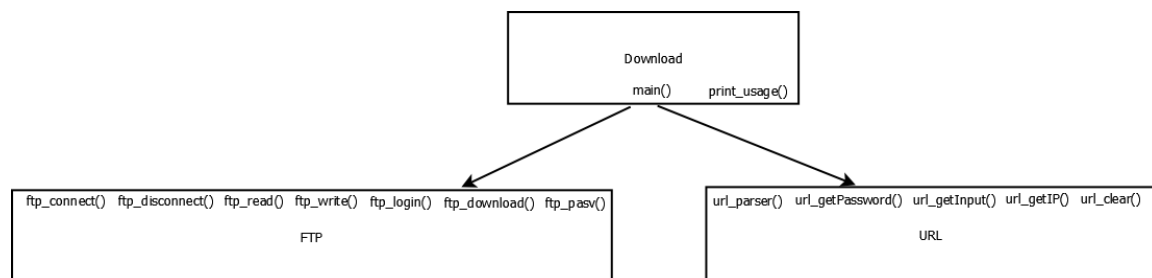 Download
main() print_usage()
ftp_connect() ftp_disconnect() ftp_read() ftp_write() ftp_login() ftp_download() ftp_pasv()
FTP
url_parser() url_getPassword() url_getInput() url_getIP() url_clear()
URL